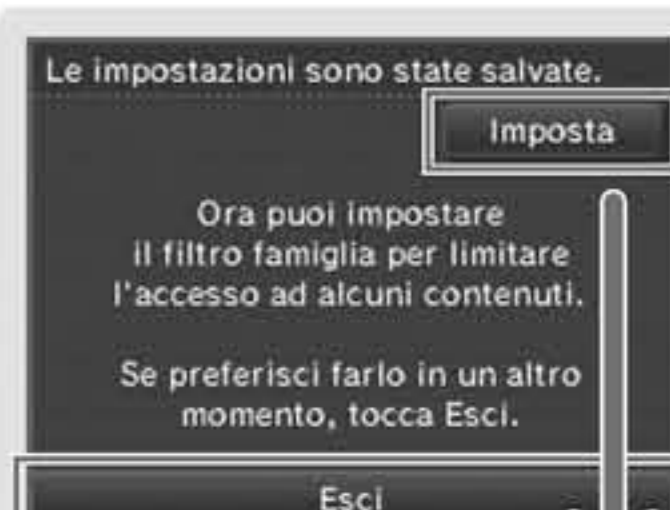 Le impostazioni sono state salvate.
Imposta
Ora puoi impostare
il filtro famiglia per limitare
l'accesso ad alcuni contenuti.
Se preferisci farlo in un altro
momento, tocca Esci.
Esci